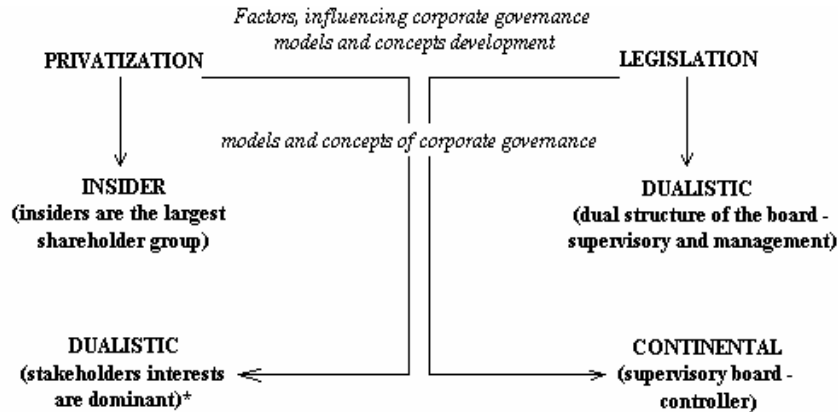 Factors, influencing corporate governance
models and concepts development
PRIVATIZATION
LEGISLATION
models and concepts of corporate governance
INSIDER
(insiders are the largest
shareholder group)
DUALISTIC
(dual structure of the board -
supervisory and management)
DUALISTIC
(stakeholders interests
are dominant)*
CONTINENTAL
(supervisory board -
controller)